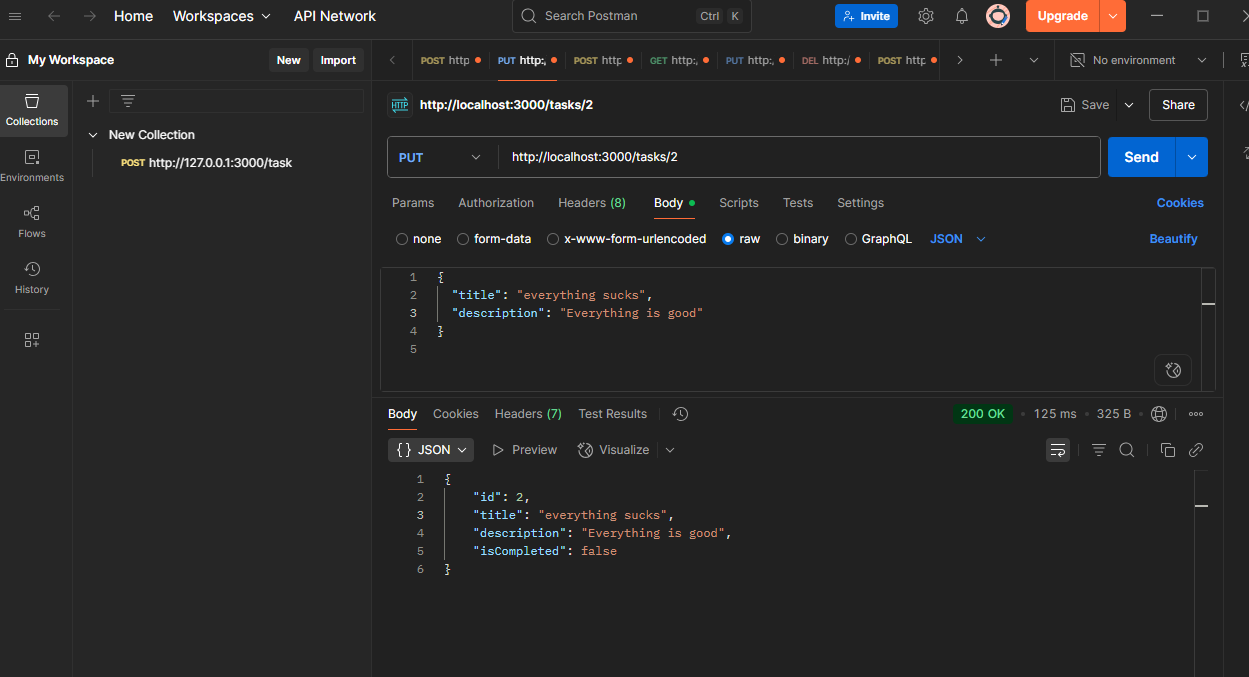 Home Workspaces API Network Search Postman Ctrl K Invite Upgrade
My Workspace New Import POST http PUT http:, POST http GET http:, PUT http:, DEL http:/ POST http No environment
Collections
Environments
Flows
History
New Collection
POST http://127.0.0.1:3000/task
HTTP http://localhost:3000/tasks/2 Save Share
PUT http://localhost:3000/tasks/2 Send
Params Authorization Headers (8) Body Scripts Tests Settings Cookies
none form-data x-www-form-urlencoded raw binary GraphQL JSON Beautify
1 {
2 "title": "everything sucks",
3 "description": "Everything is good"
4 }
5
Body Cookies Headers (7) Test Results 200 OK 125 ms 325 B
{} JSON Preview Visualize
1 {
2 "id": 2,
3 "title": "everything sucks",
4 "description": "Everything is good",
5 "isCompleted": false
6 }